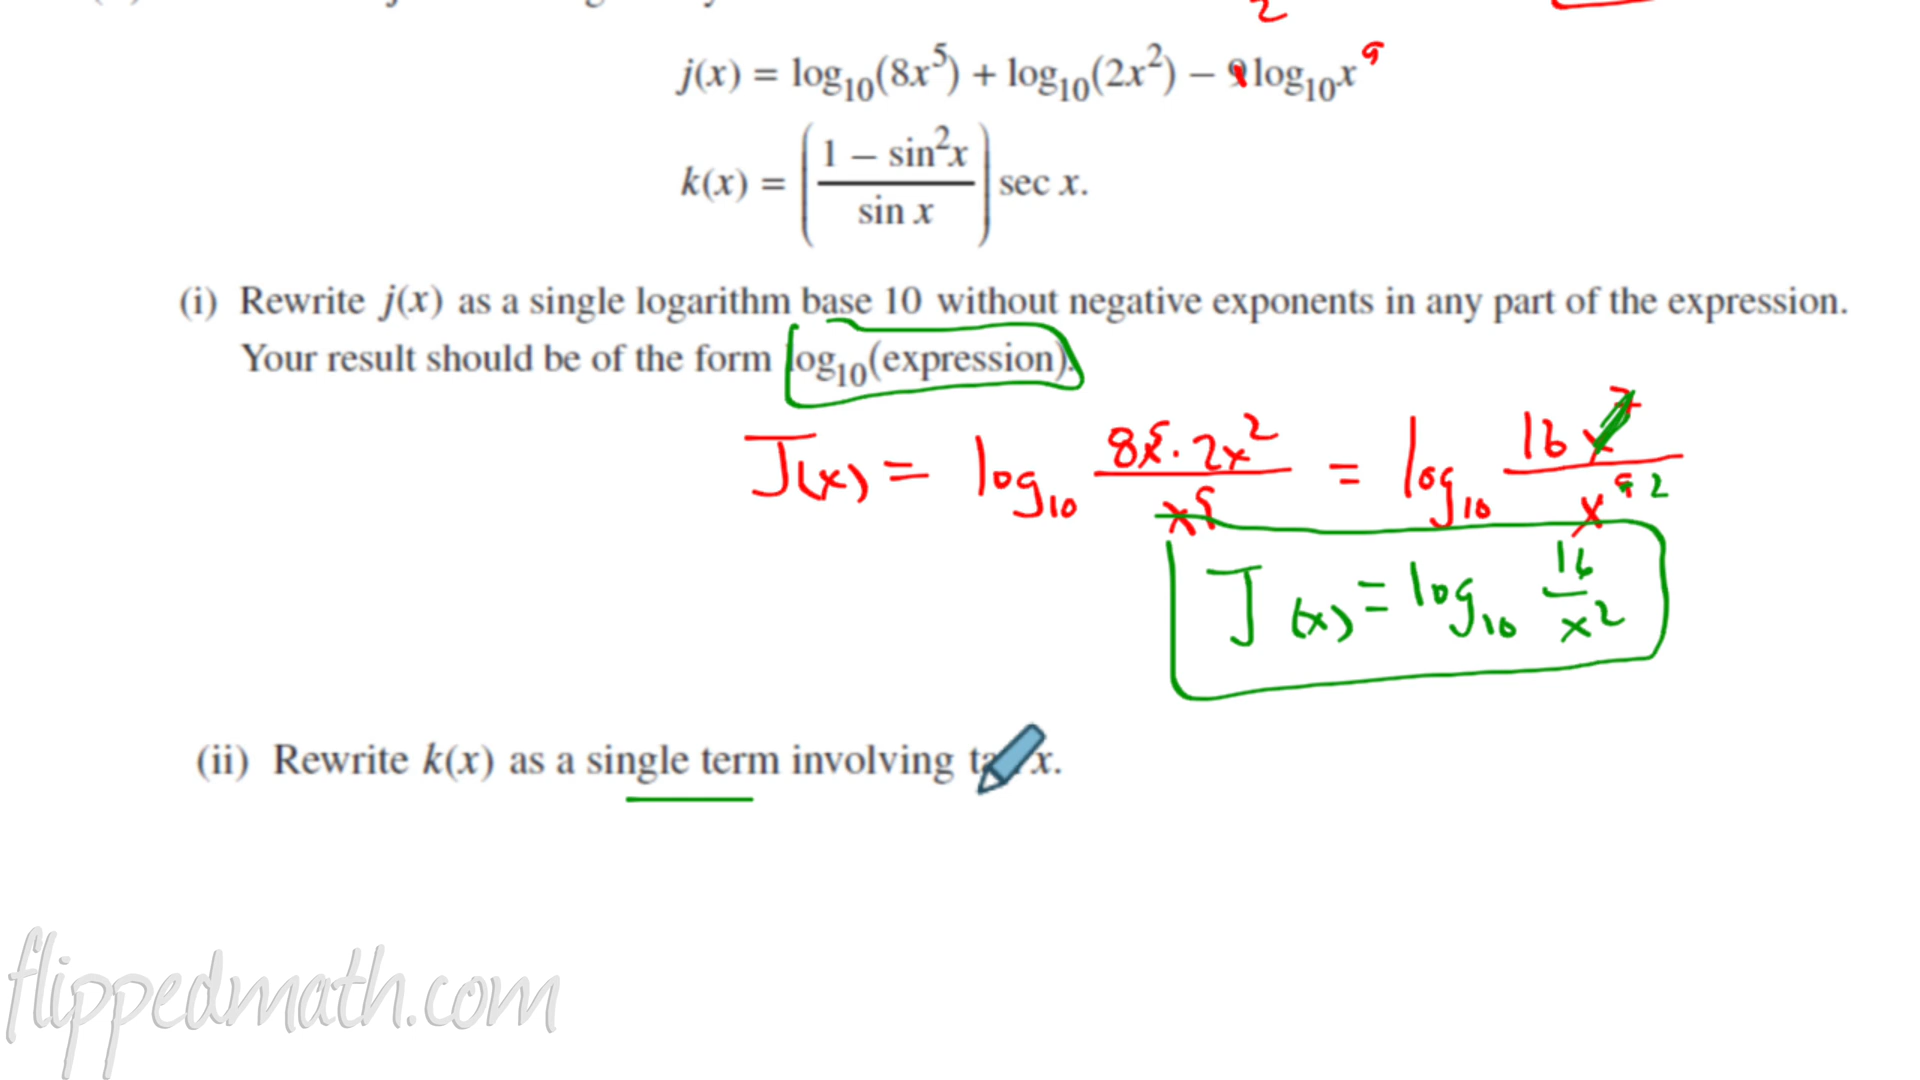 2
j(x) = log₁₀(8x⁵) + log₁₀(2x²) − 9log₁₀x⁹
k(x) = ( (1 − sin²x) / (sin x) ) sec x.
(i) Rewrite j(x) as a single logarithm base 10 without negative exponents in any part of the expression.
Your result should be of the form log₁₀(expression).
J(x) = log₁₀ (8x⁵ · 2x²) / x⁹ = log₁₀ 16x⁷ / x⁹ 2
J(x) = log₁₀ 16 / x²
(ii) Rewrite k(x) as a single term involving x.
flippedmath.com